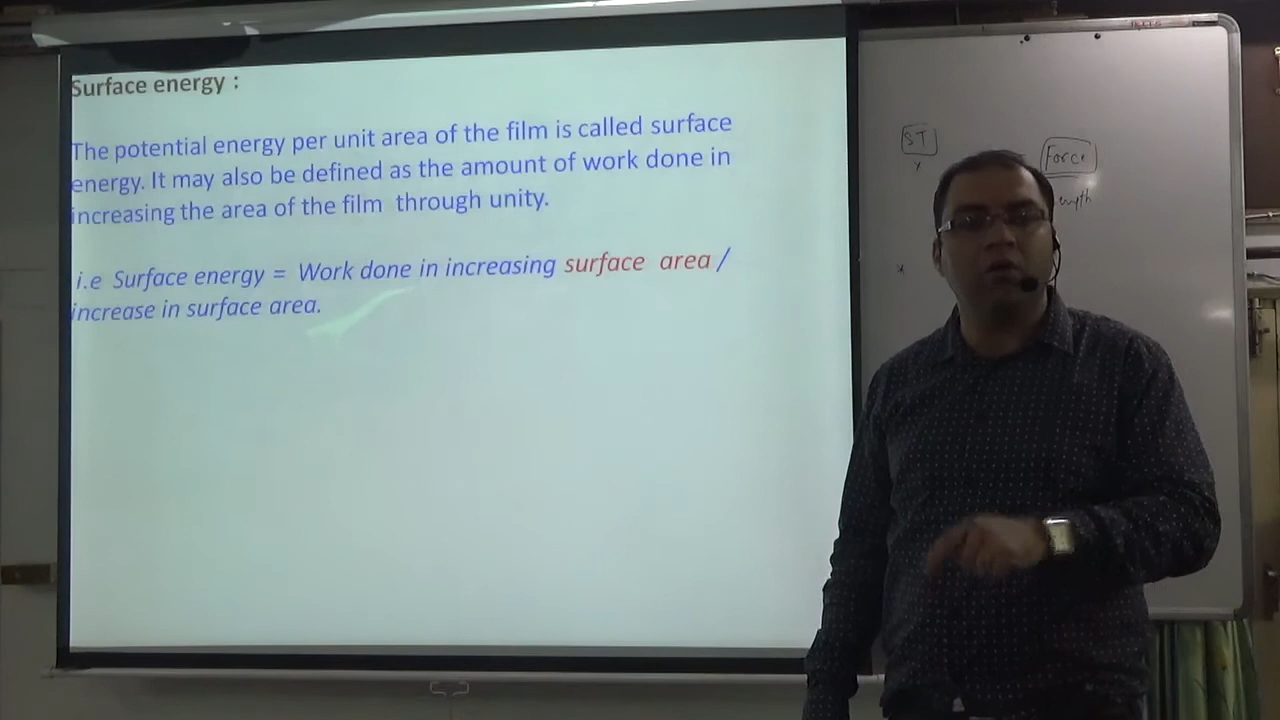 Surface energy :
The potential energy per unit area of the film is called surface
energy. It may also be defined as the amount of work done in
increasing the area of the film through unity.
i.e Surface energy = Work done in increasing surface area /
increase in surface area.
ST
Force